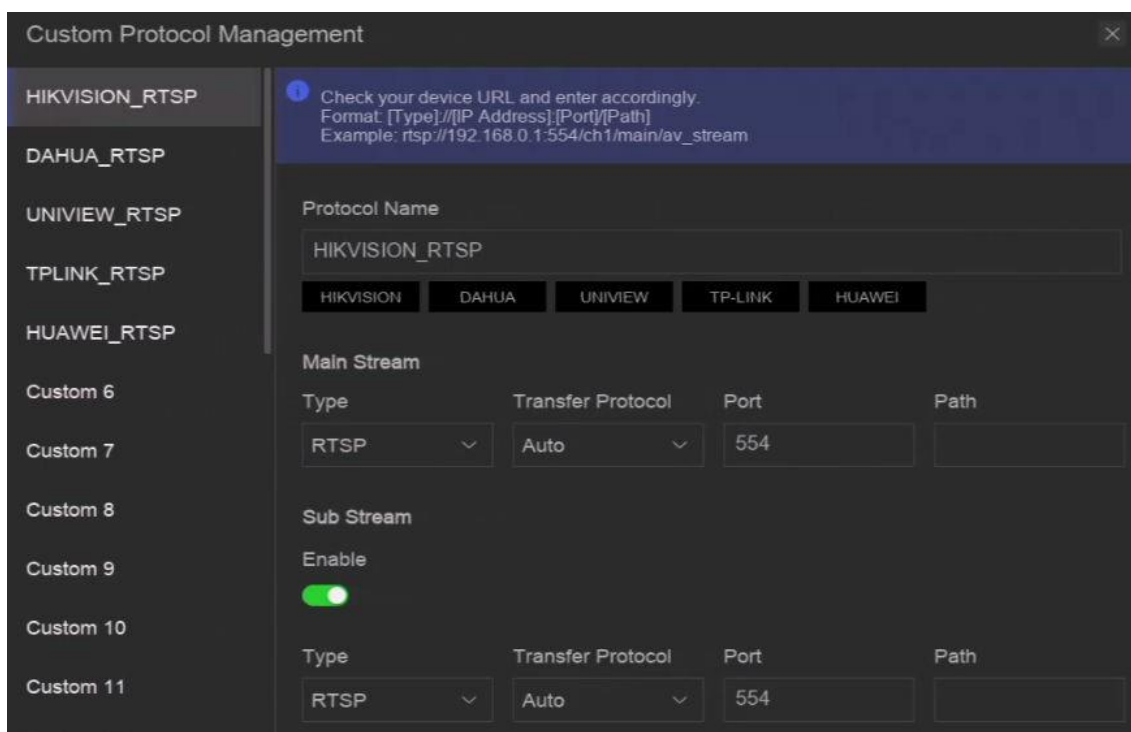 Custom Protocol Management
HIKVISION_RTSP
DAHUA_RTSP
UNIVIEW_RTSP
TPLINK_RTSP
HUAWEI_RTSP
Custom 6
Custom 7
Custom 8
Custom 9
Custom 10
Custom 11
Check your device URL and enter accordingly.
Format: [Type]://[IP Address]:[Port]/[Path]
Example: rtsp://192.168.0.1:554/ch1/main/av_stream
Protocol Name
HIKVISION_RTSP
HIKVISION DAHUA UNIVIEW TP-LINK HUAWEI
Main Stream
Type Transfer Protocol Port Path
RTSP Auto 554
Sub Stream
Enable
Type Transfer Protocol Port Path
RTSP Auto 554